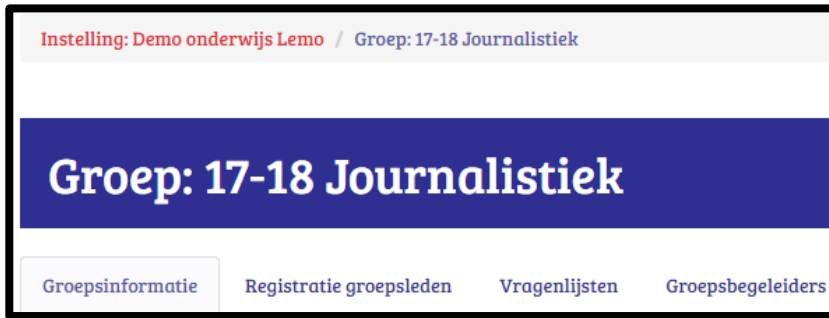 Instelling: Demo onderwijs Lemo / Groep: 17-18 Journalistiek
Groep: 17-18 Journalistiek
Groepsinformatie Registratie groepsleden Vragenlijsten Groepsbegeleiders